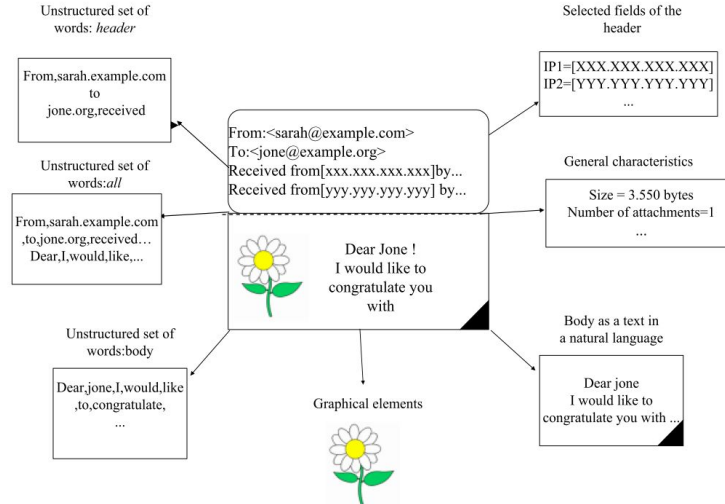 Unstructured set of
words: header
From,sarah.example.com
to
jone.org,received
Unstructured set of
words:all
From,sarah.example.com
,to,jone.org,received...
Dear,I,would,like,...
Unstructured set of
words:body
Dear,jone,I,would,like
,to,congratulate,
...
From:<sarah@example.com>
To:<jone@example.org>
Received from[xxx.xxx.xxx.xxx]by...
Received from[yyy.yyy.yyy.yyy] by...
Dear Jone !
I would like to
congratulate you
with
Graphical elements
Selected fields of the
header
IP1=[XXX.XXX.XXX.XXX]
IP2=[YYY.YYY.YYY.YYY]
...
General characteristics
Size = 3.550 bytes
Number of attachments=1
...
Body as a text in
a natural language
Dear jone
I would like to
congratulate you with ...